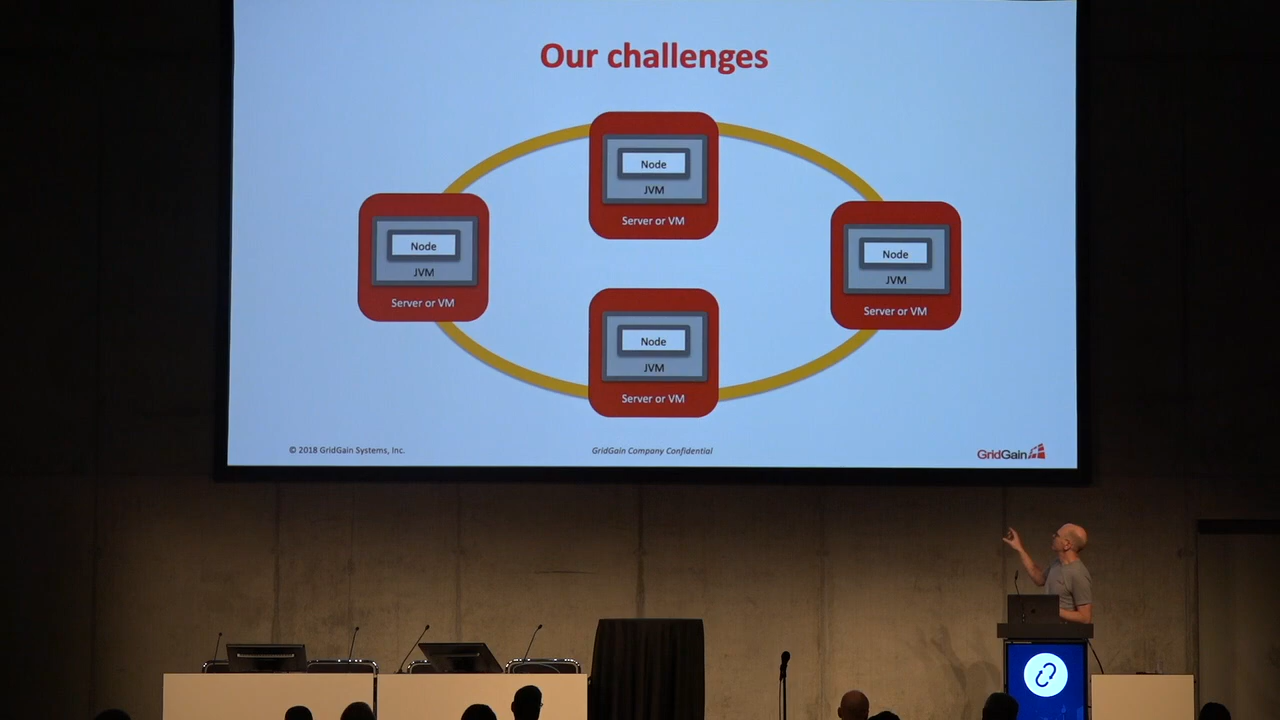 Our challenges
Node
JVM
Server or VM
Node
JVM
Server or VM
Node
JVM
Server or VM
Node
JVM
Server or VM
© 2018 GridGain Systems, Inc.
GridGain Company Confidential
GridGain